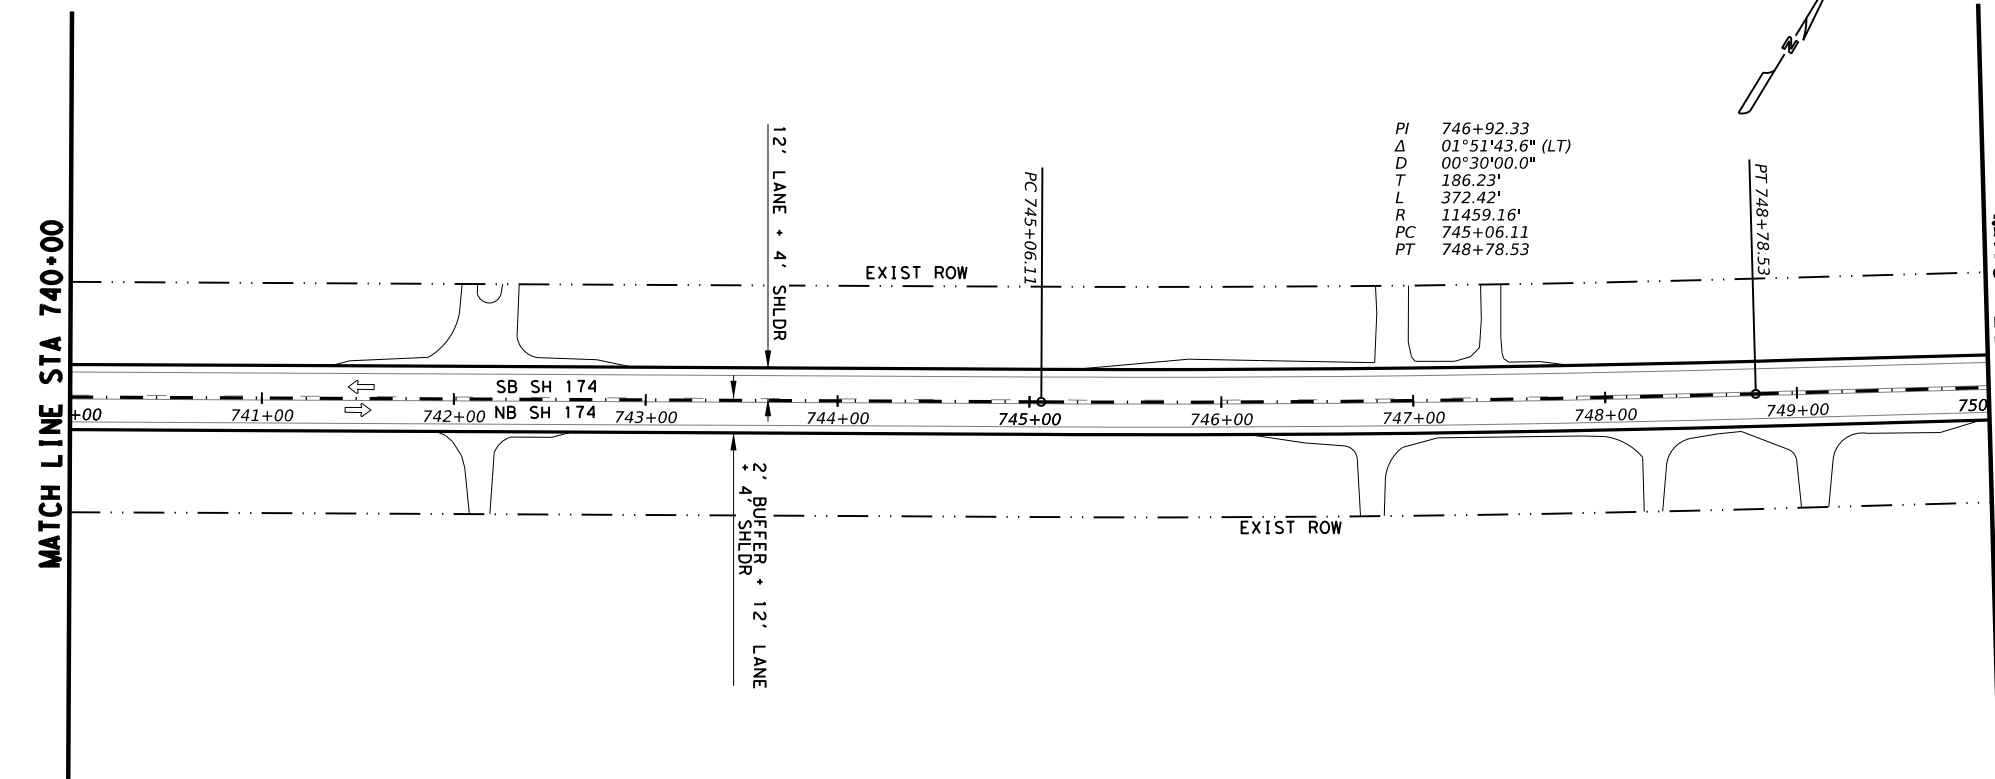 N
PI 746+92.33
Δ 01°51'43.6" (LT)
D 00°30'00.0"
T 186.23'
L 372.42'
R 11459.16'
PC 745+06.11
PT 748+78.53
12' LANE + 4' SHLDR
PC 745+06.11
PT 748+78.53
EXIST ROW
MATCH LINE STA 740+00
SB SH 174
NB SH 174
+00
741+00
742+00
743+00
744+00
745+00
746+00
747+00
748+00
749+00
750
2' BUFFER + 12' LANE
+ 4' SHLDR
EXIST ROW